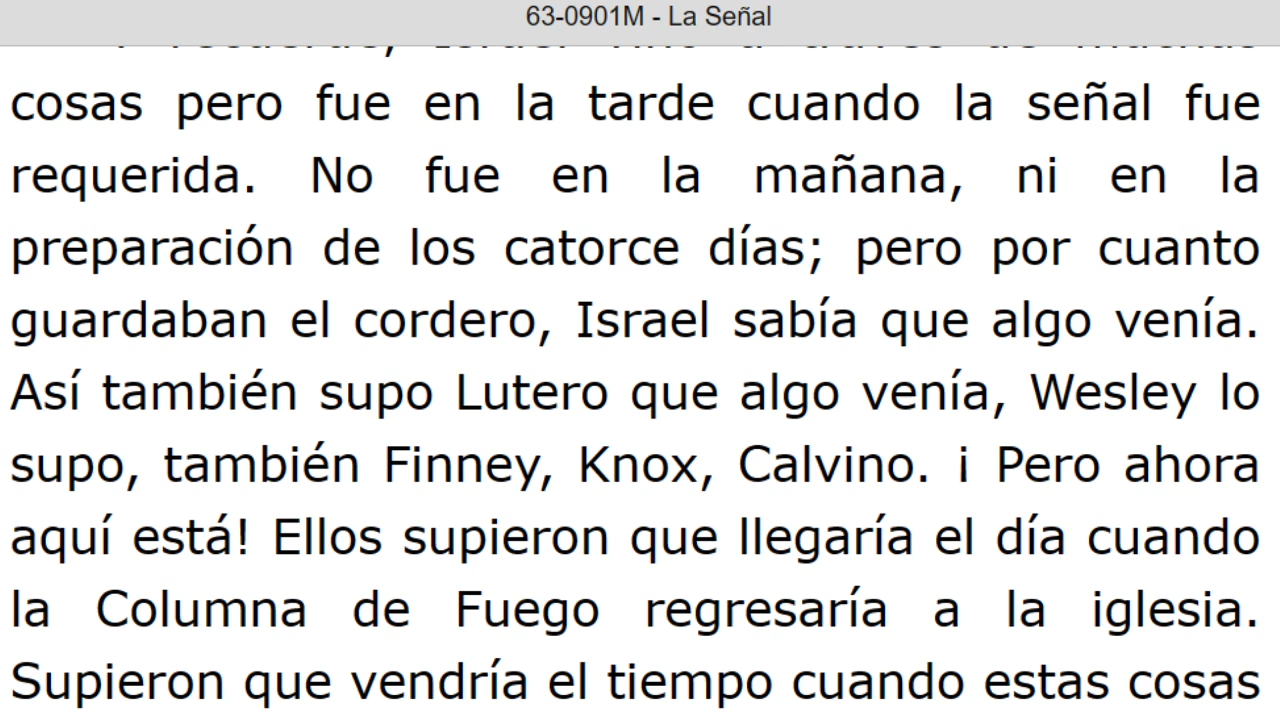 63-0901M - La Señal
cosas pero fue en la tarde cuando la señal fue
requerida. No fue en la mañana, ni en la
preparación de los catorce días; pero por cuanto
guardaban el cordero, Israel sabía que algo venía.
Así también supo Lutero que algo venía, Wesley lo
supo, también Finney, Knox, Calvino. i Pero ahora
aquí está! Ellos supieron que llegaría el día cuando
la Columna de Fuego regresaría a la iglesia.
Supieron que vendría el tiempo cuando estas cosas